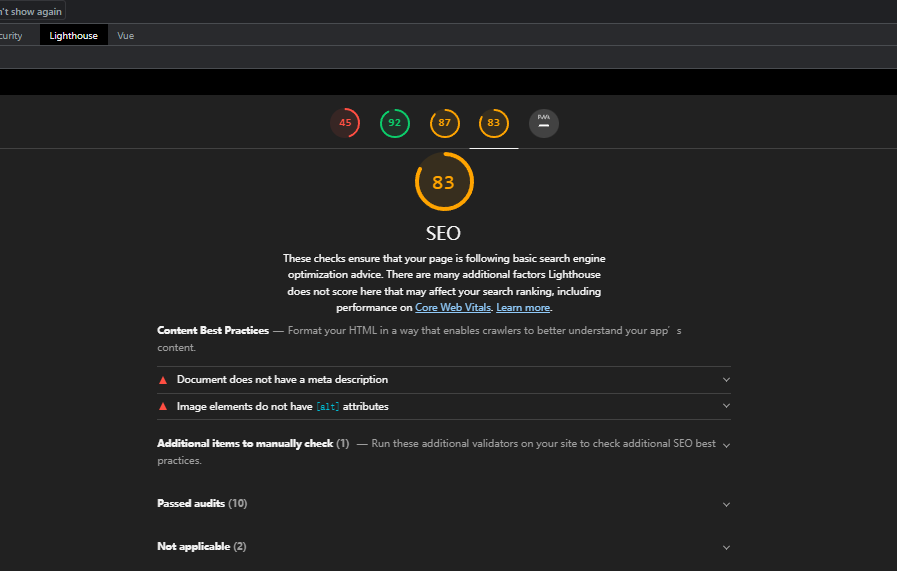 n't show again
curity Lighthouse Vue
45 92 87 83 PWA
83
SEO
These checks ensure that your page is following basic search engine
optimization advice. There are many additional factors Lighthouse
does not score here that may affect your search ranking, including
performance on Core Web Vitals. Learn more.
Content Best Practices — Format your HTML in a way that enables crawlers to better understand your app's
content.
Document does not have a meta description
Image elements do not have [alt] attributes
Additional items to manually check (1) — Run these additional validators on your site to check additional SEO best
practices.
Passed audits (10)
Not applicable (2)